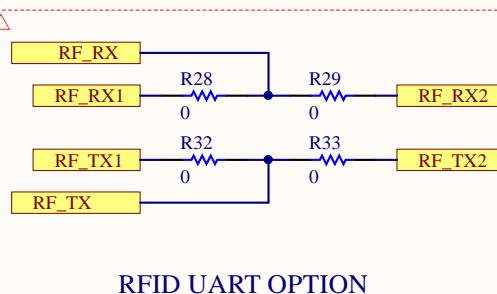 RF_RX
R28 R29
RF_RX1 RF_RX2
0 0
R32 R33
RF_TX1 RF_TX2
0 0
RF_TX
RFID UART OPTION